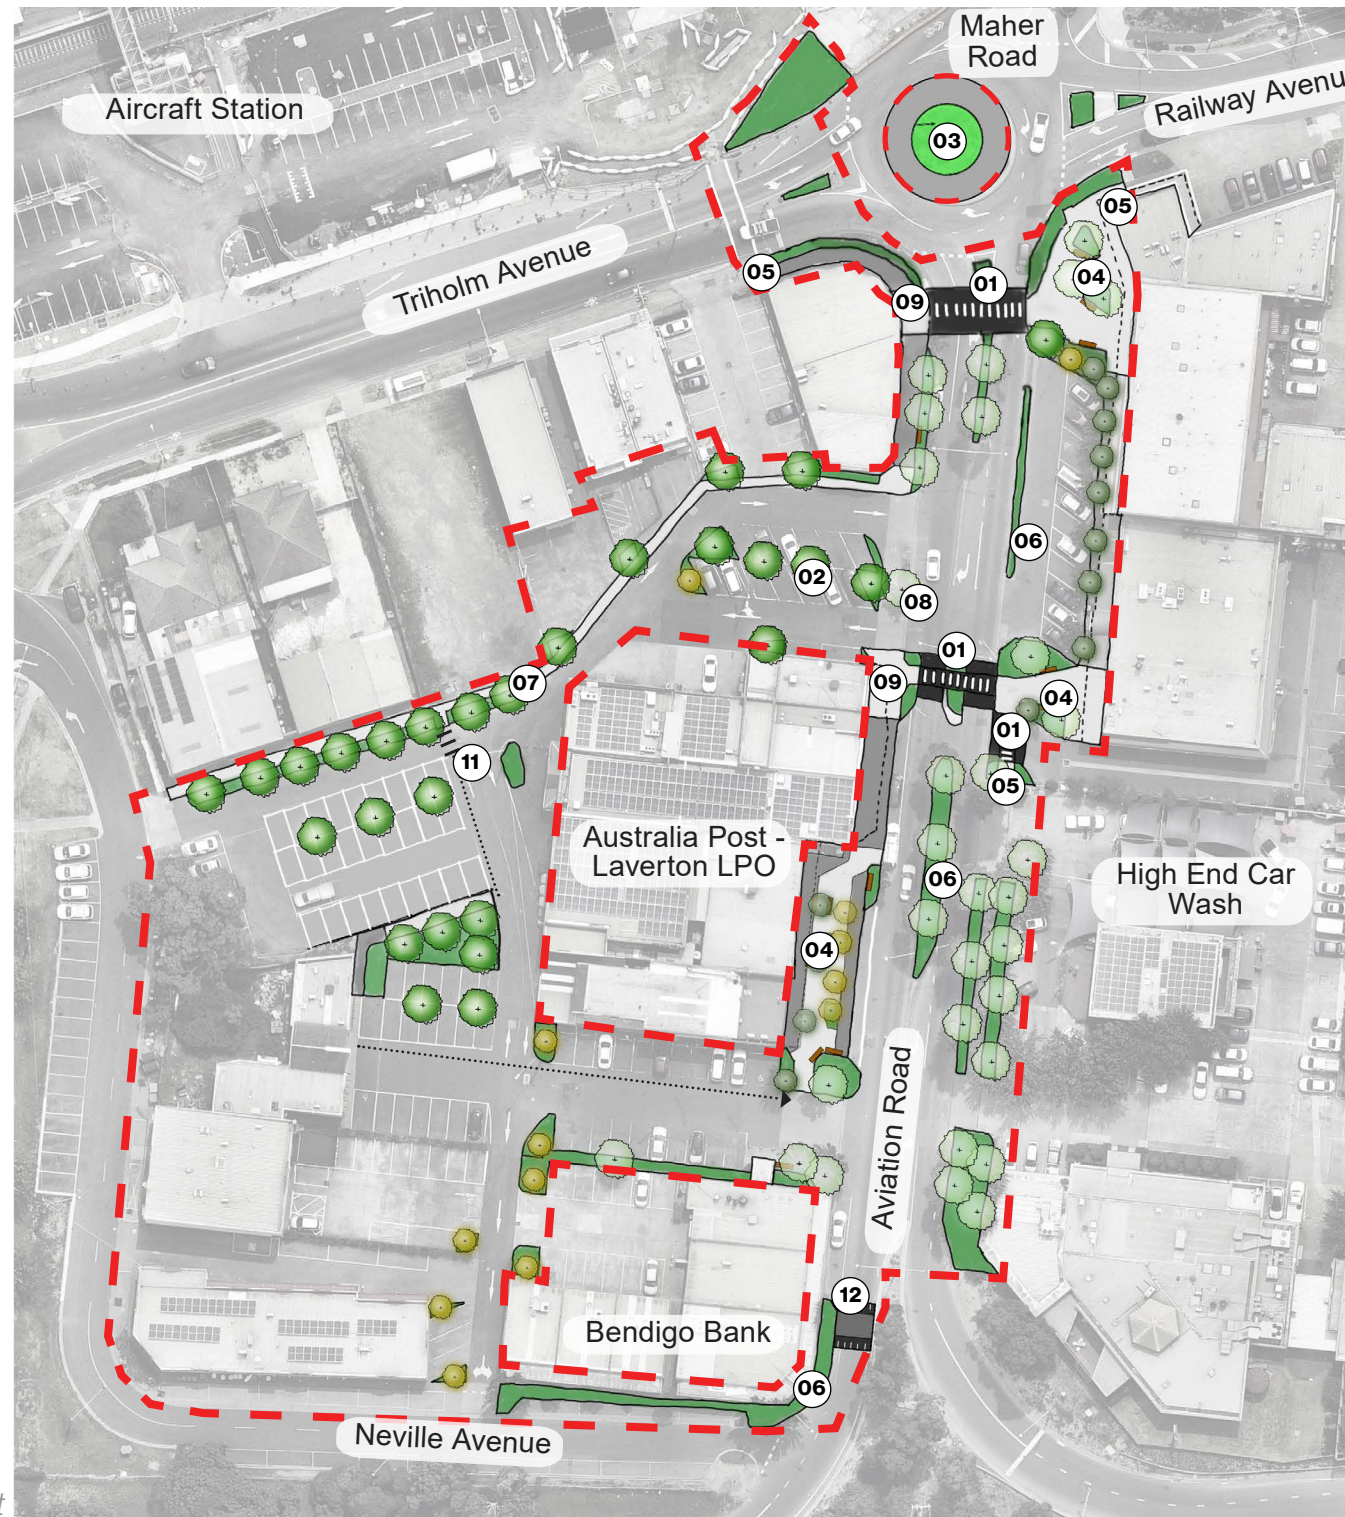 Maher
Road
Aircraft Station
Railway Avenu
03
05
04
Triholm Avenue
05
01
09
06
02
08
01
09
04
07
01
11
05
Australia Post -
Laverton LPO
06
High End Car
Wash
04
Aviation Road
12
Bendigo Bank
06
Neville Avenue
t